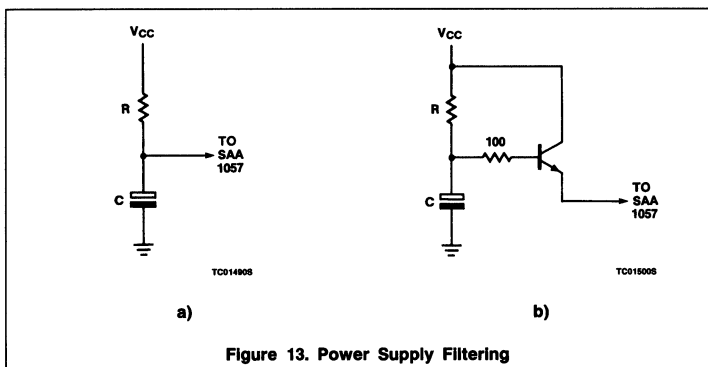 VCC
R
TO
SAA
1057
C
TC01490S
a)
VCC
R
100
TO
SAA
1057
C
TC01500S
b)
Figure 13. Power Supply Filtering